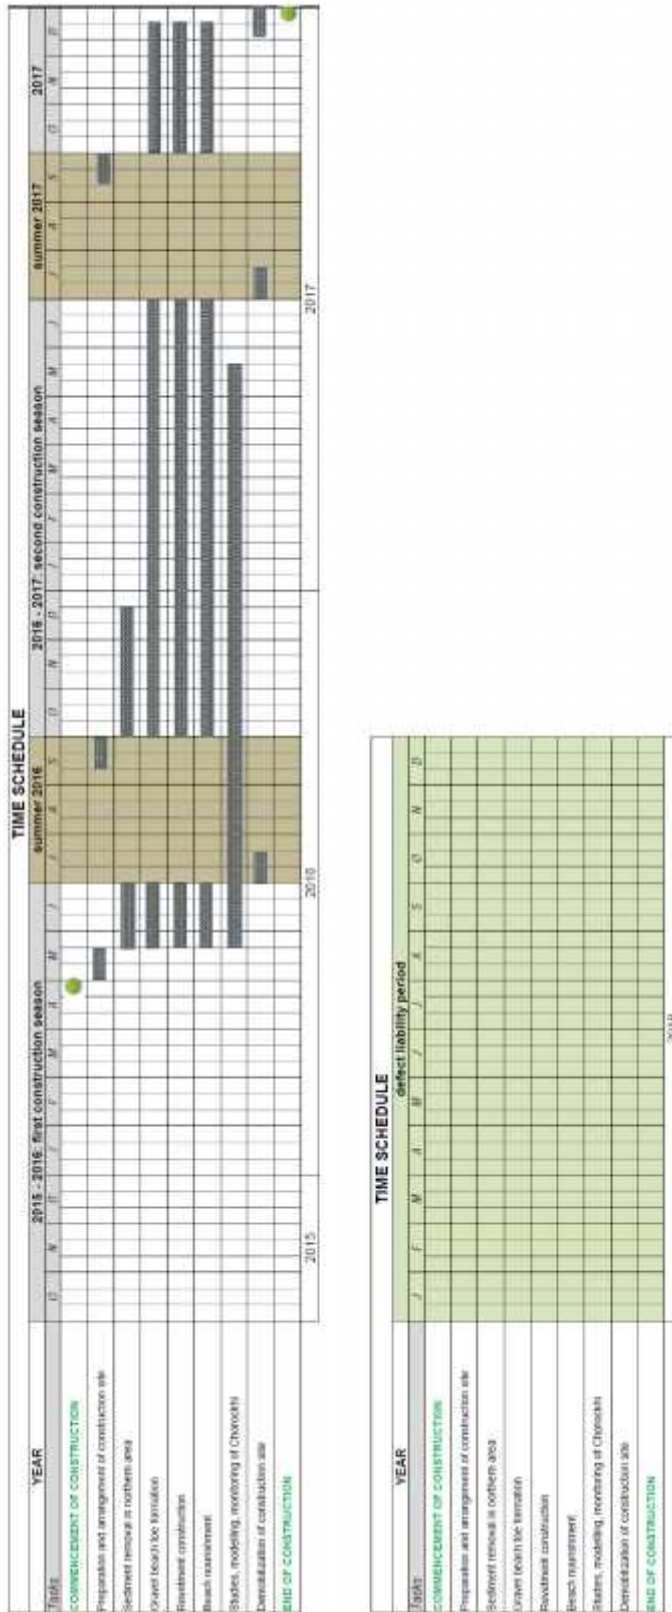 TIME SCHEDULE
YEAR
2015 - 2016: first construction season
summer 2016
2016 - 2017: second construction season
summer 2017
2017
Tasks
O N D J F M A M J J A S O N D J F M A M J J A S O N D
COMMENCEMENT OF CONSTRUCTION
Preparation and arrangement of construction site
Sediment removal in northern area
Gravel beach toe formation
Revetment construction
Beach nourishment
Studies, modelling, monitoring of Chorockhi
Demobilization of construction site
END OF CONSTRUCTION
2015
2016
2017
TIME SCHEDULE
YEAR
defect liability period
Tasks
J F M A M J J A S O N D
COMMENCEMENT OF CONSTRUCTION
Preparation and arrangement of construction site
Sediment removal in northern area
Gravel beach toe formation
Revetment construction
Beach nourishment
Studies, modelling, monitoring of Chorockhi
Demobilization of construction site
END OF CONSTRUCTION